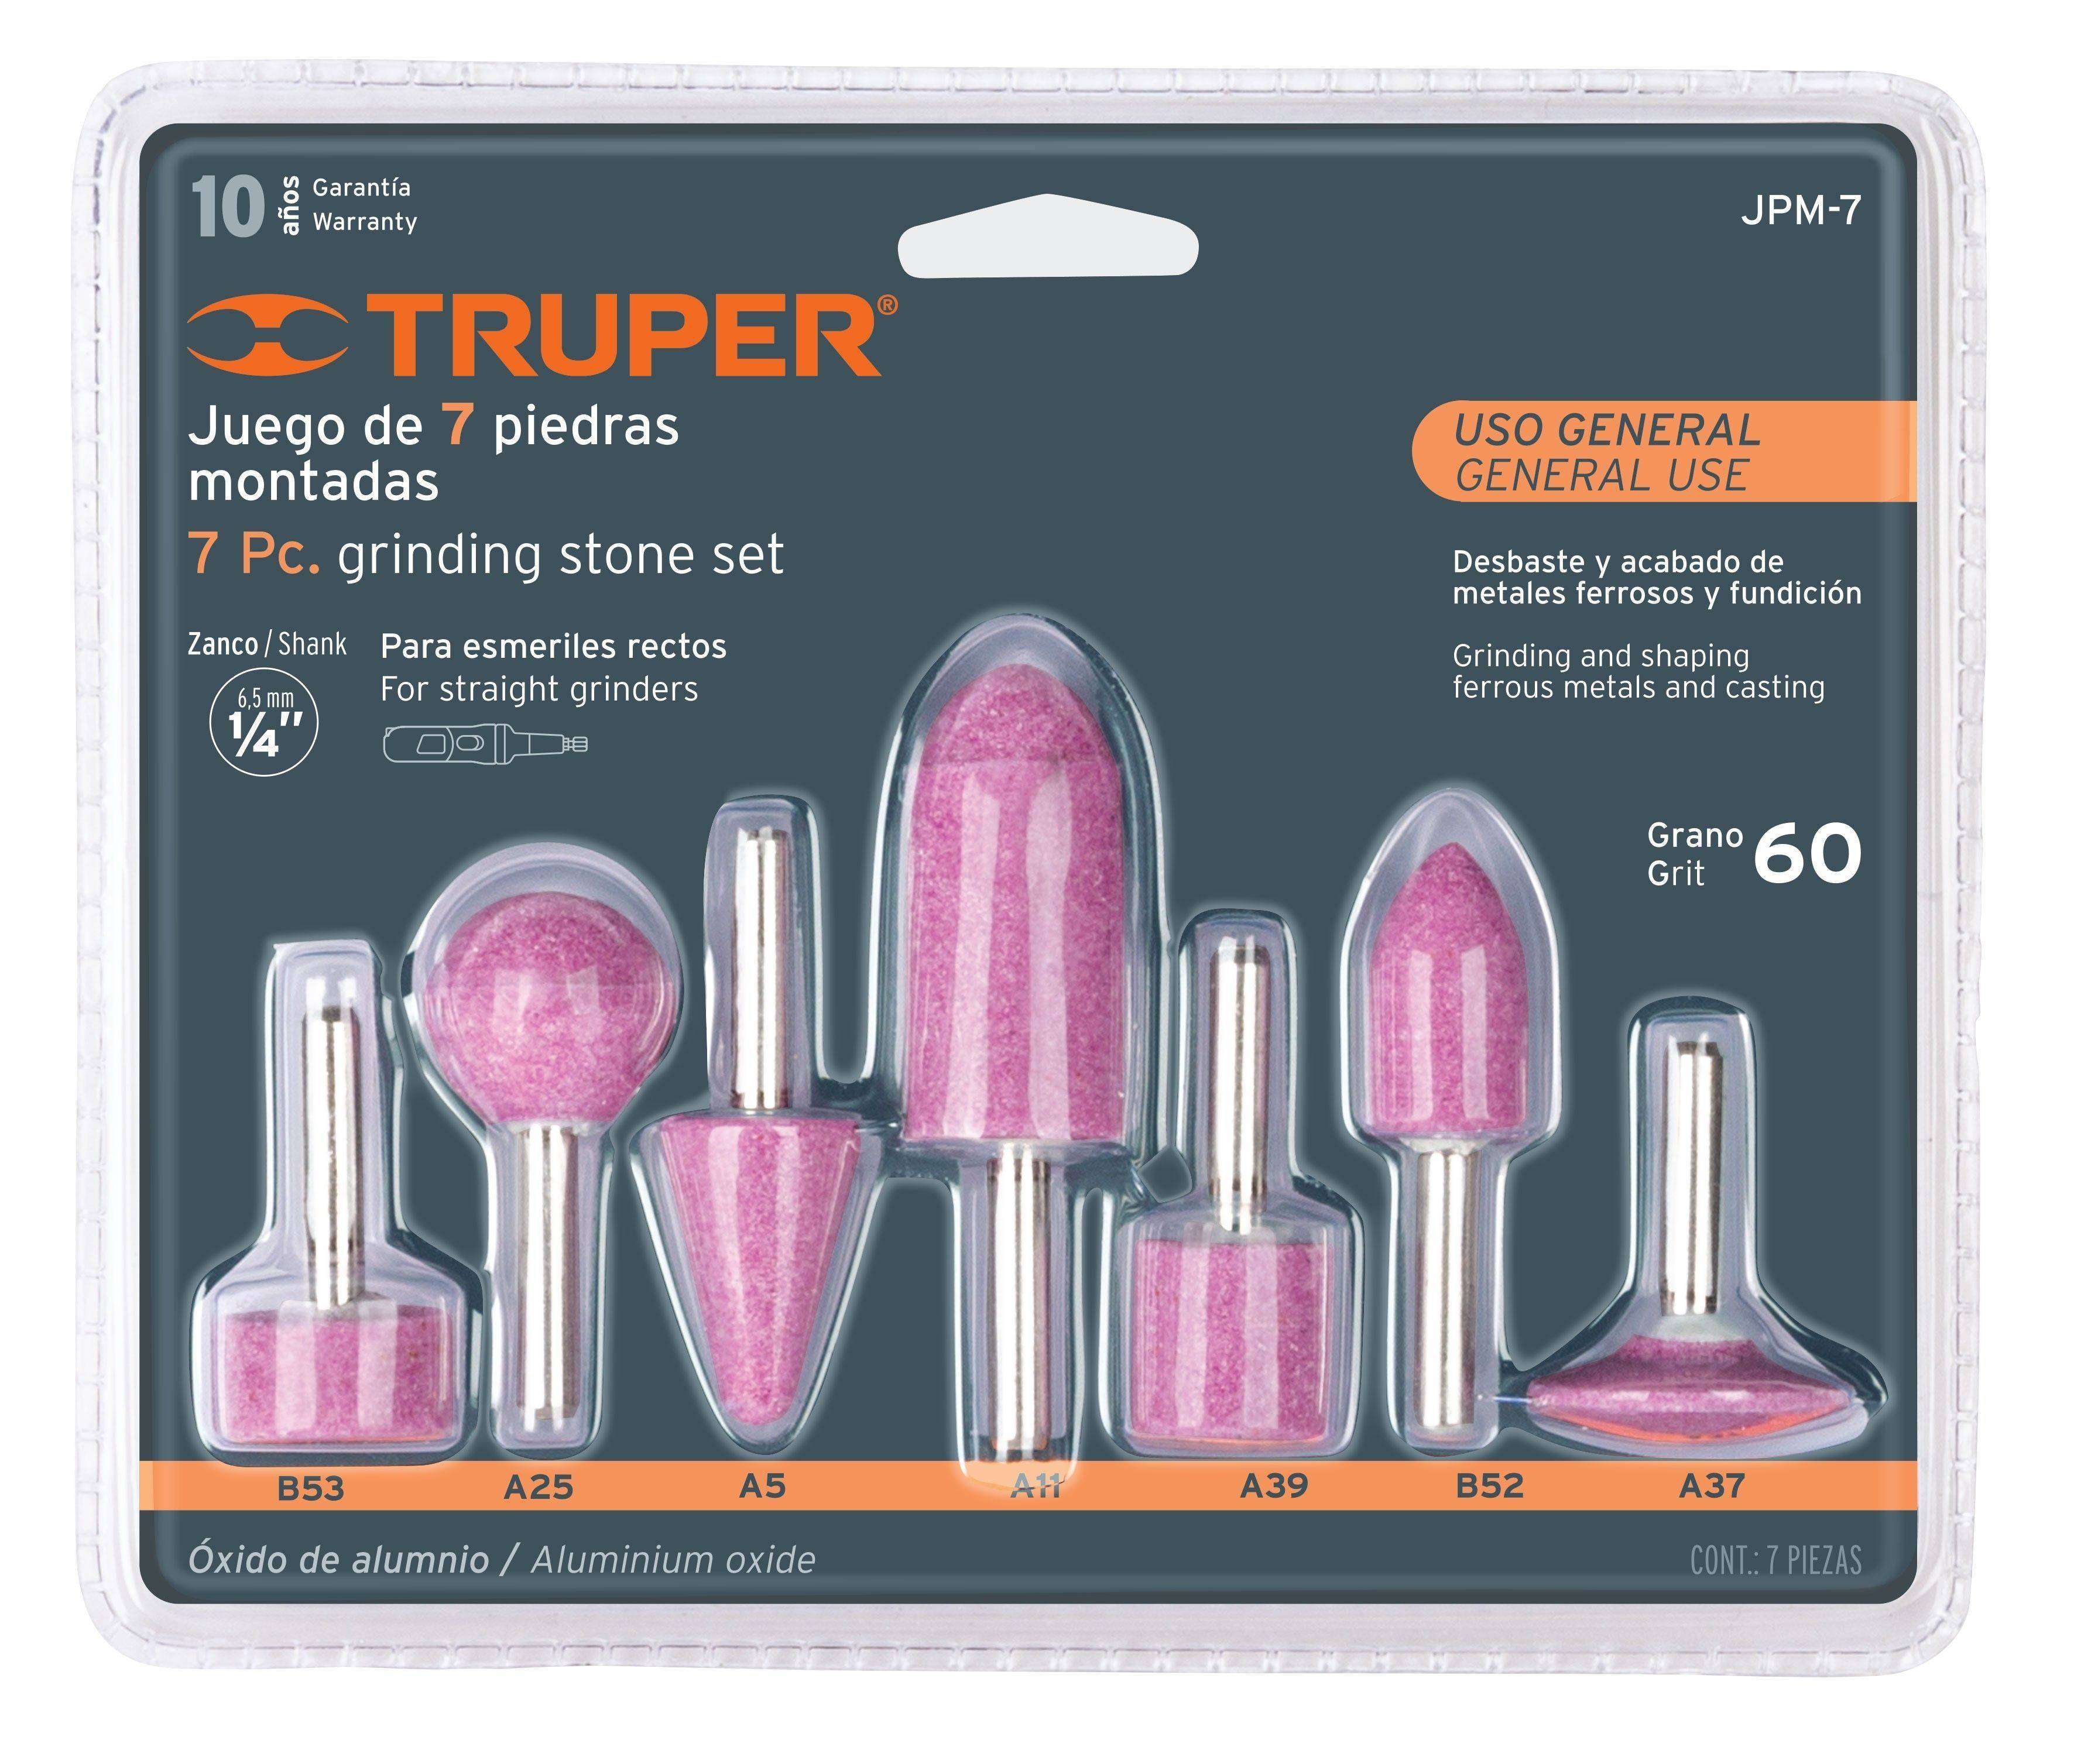 10 años Garantía
Warranty
JPM-7
TRUPER®
Juego de 7 piedras
montadas
7 Pc. grinding stone set
USO GENERAL
GENERAL USE
Desbaste y acabado de
metales ferrosos y fundición
Grinding and shaping
ferrous metals and casting
Zanco / Shank
6,5 mm
1/4"
Para esmeriles rectos
For straight grinders
Grano
Grit
60
B53 A25 A5 A11 A39 B52 A37
Óxido de alumnio / Aluminium oxide
CONT.: 7 PIEZAS